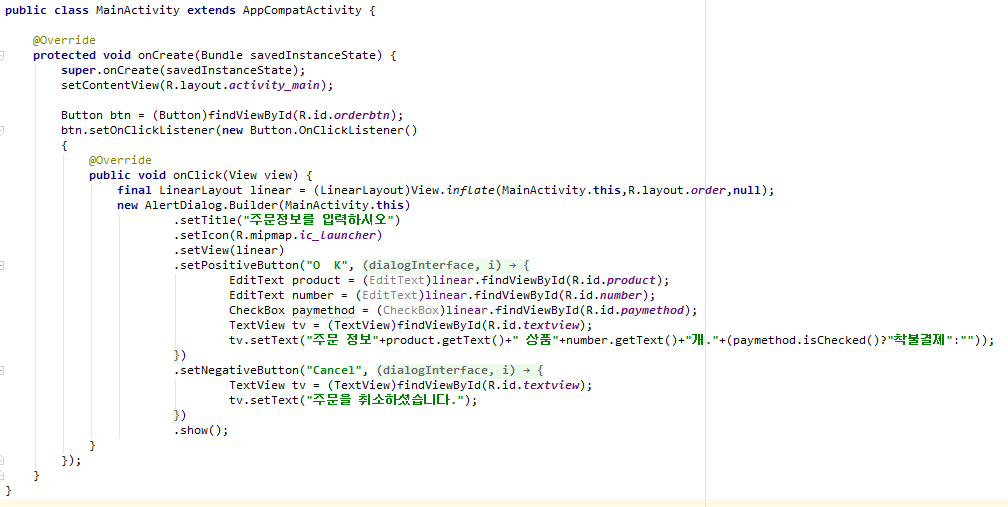 public class MainActivity extends AppCompatActivity {
@Override
protected void onCreate(Bundle savedInstanceState) {
super.onCreate(savedInstanceState);
setContentView(R.layout.activity_main);
Button btn = (Button)findViewById(R.id.orderbtn);
btn.setOnClickListener(new Button.OnClickListener()
{
@Override
public void onClick(View view) {
final LinearLayout linear = (LinearLayout)View.inflate(MainActivity.this,R.layout.order,null);
new AlertDialog.Builder(MainActivity.this)
.setTitle("주문정보를 입력하시오")
.setIcon(R.mipmap.ic_launcher)
.setView(linear)
.setPositiveButton("O  K", (dialogInterface, i) → {
EditText product = (EditText)linear.findViewById(R.id.product);
EditText number = (EditText)linear.findViewById(R.id.number);
CheckBox paymethod = (CheckBox)linear.findViewById(R.id.paymethod);
TextView tv = (TextView)findViewById(R.id.textview);
tv.setText("주문 정보"+product.getText()+" 상품"+number.getText()+"개."+(paymethod.isChecked()?"착불결제":""));
})
.setNegativeButton("Cancel", (dialogInterface, i) → {
TextView tv = (TextView)findViewById(R.id.textview);
tv.setText("주문을 취소하셨습니다.");
})
.show();
}
});
}
}